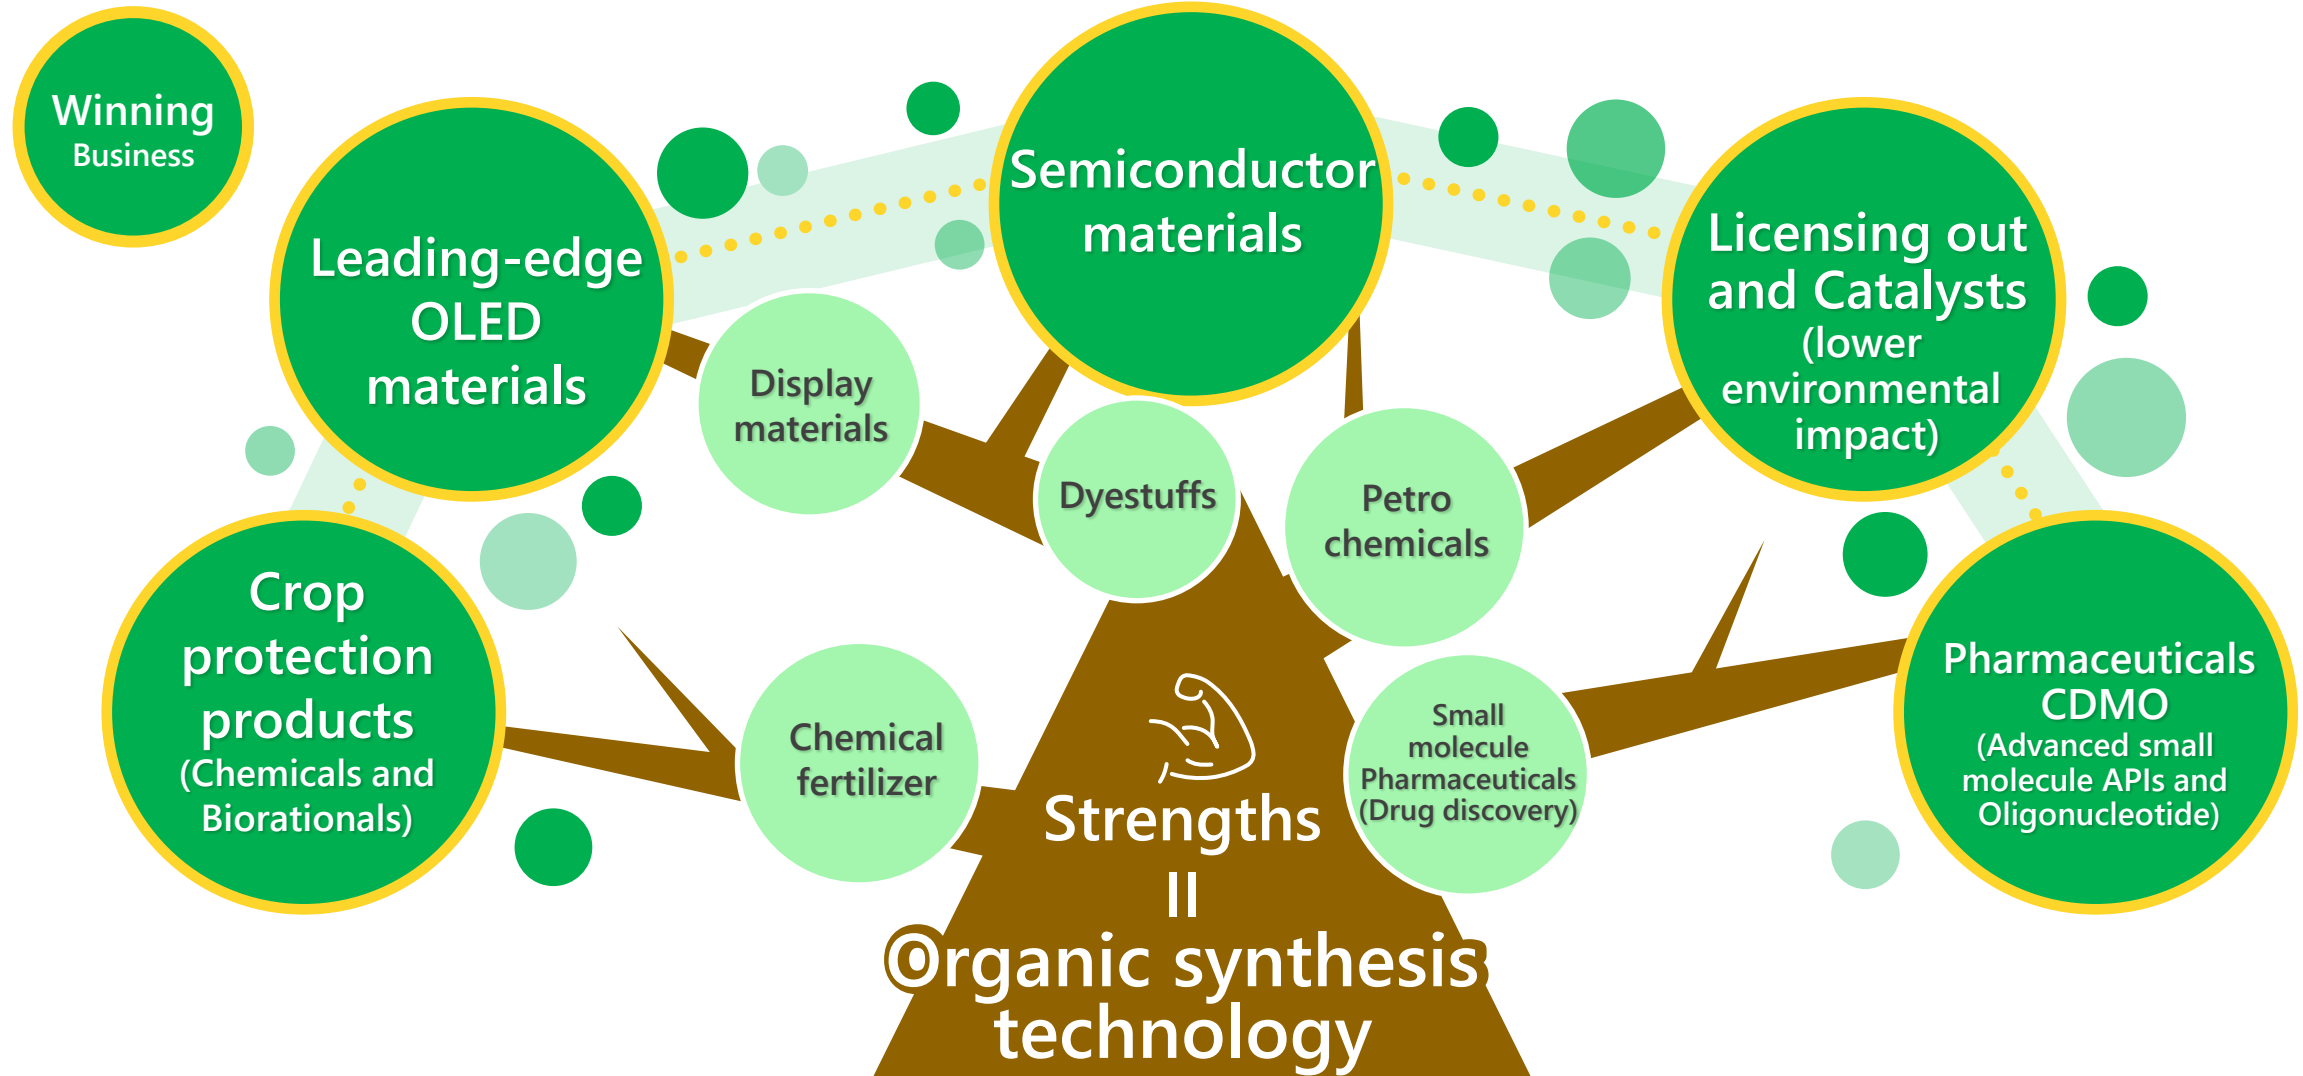 Winning
Business
Leading-edge
OLED
materials
Semiconductor
materials
Licensing out
and Catalysts
(lower
environmental
impact)
Display
materials
Dyestuffs
Petro
chemicals
Crop
protection
products
(Chemicals and
Biorationals)
Chemical
fertilizer
Small
molecule
Pharmaceuticals
(Drug discovery)
Pharmaceuticals
CDMO
(Advanced small
molecule APIs and
Oligonucleotide)
Strengths
=
Organic synthesis
technology